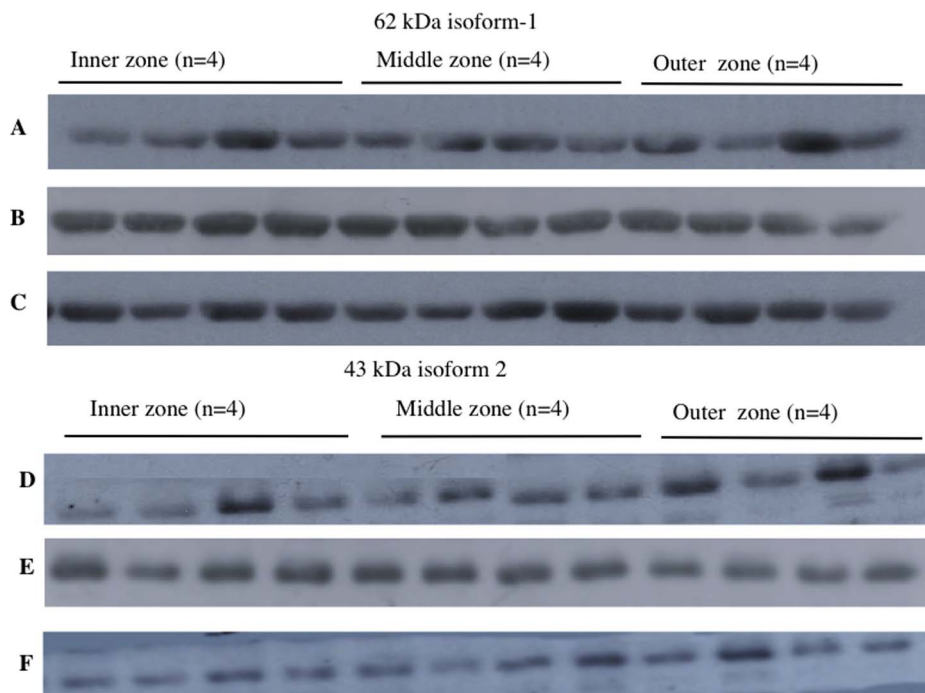 62 kDa isoform-1
Inner zone (n=4) Middle zone (n=4) Outer zone (n=4)
A
B
C
43 kDa isoform 2
Inner zone (n=4) Middle zone (n=4) Outer zone (n=4)
D
E
F